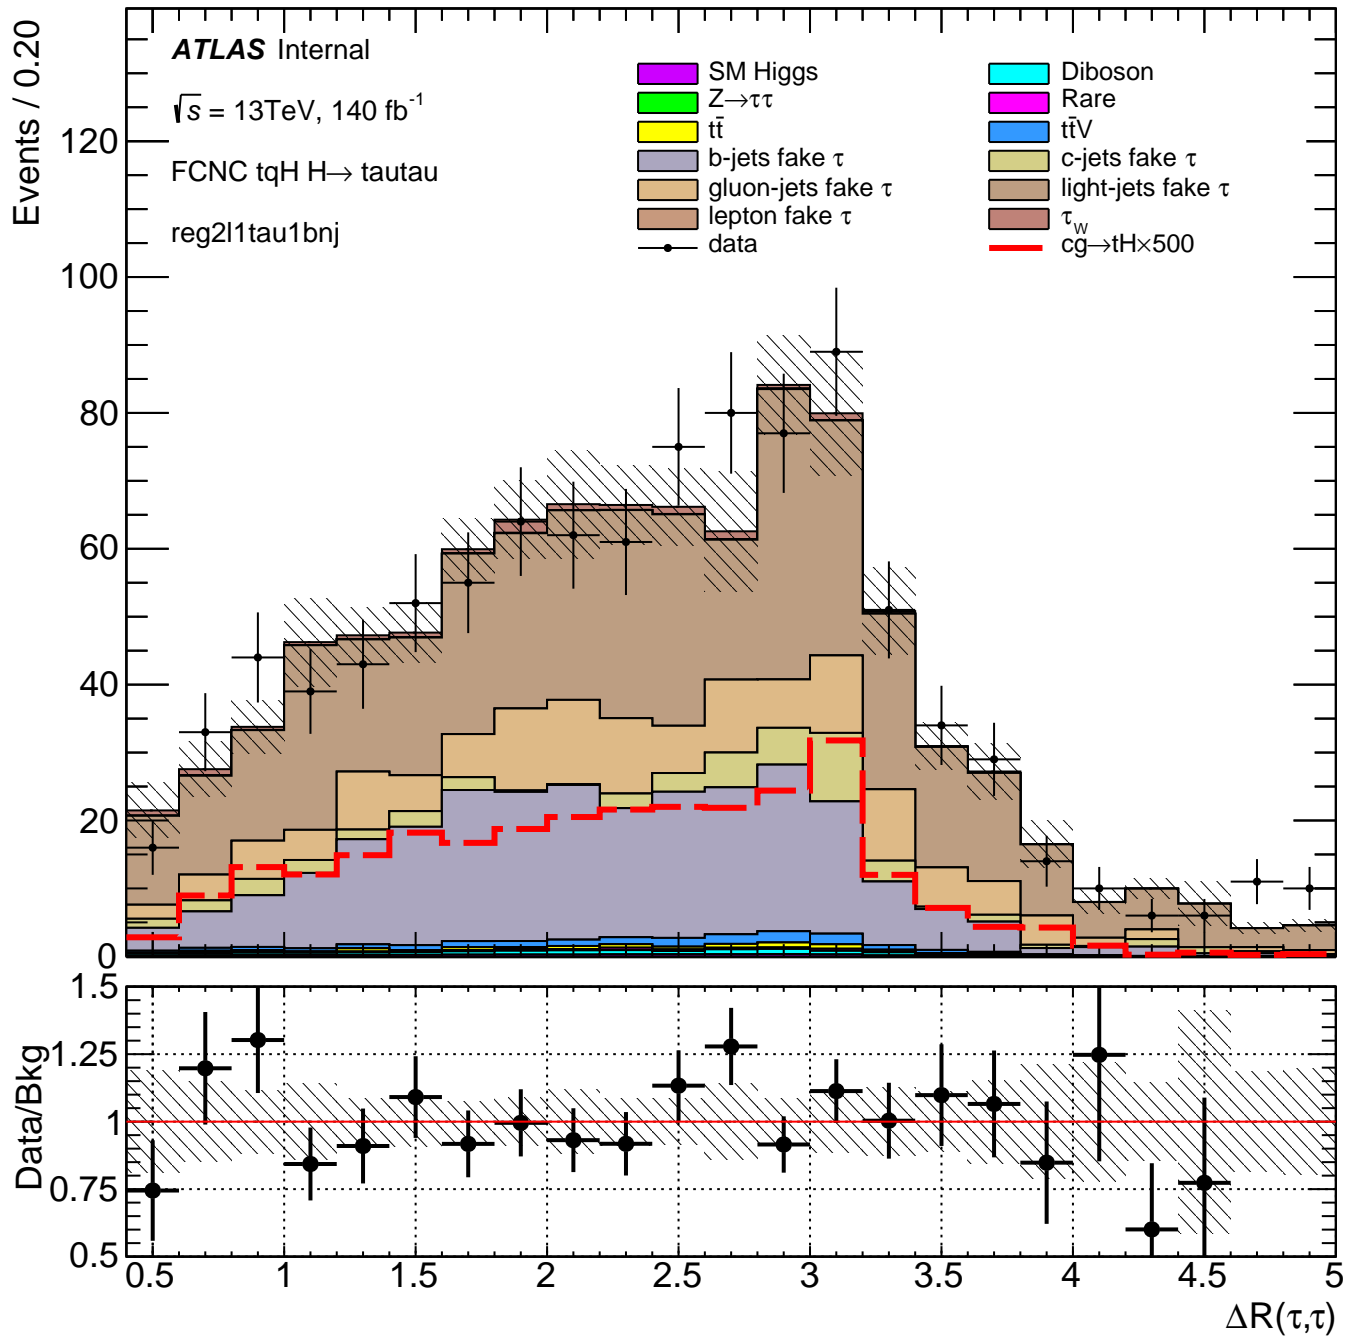 Events / 0.20
ATLAS Internal
√s = 13TeV, 140 fb⁻¹
FCNC tqH H→ tautau
reg2l1tau1bnj
SM Higgs
Z→ττ
tt̄
b-jets fake τ
gluon-jets fake τ
lepton fake τ
data
Diboson
Rare
tt̄V
c-jets fake τ
light-jets fake τ
τ_W
cg→tH×500
120
100
80
60
40
20
0
Data/Bkg
1.5
1.25
1
0.75
0.5
0.5 1 1.5 2 2.5 3 3.5 4 4.5 5
ΔR(τ,τ)